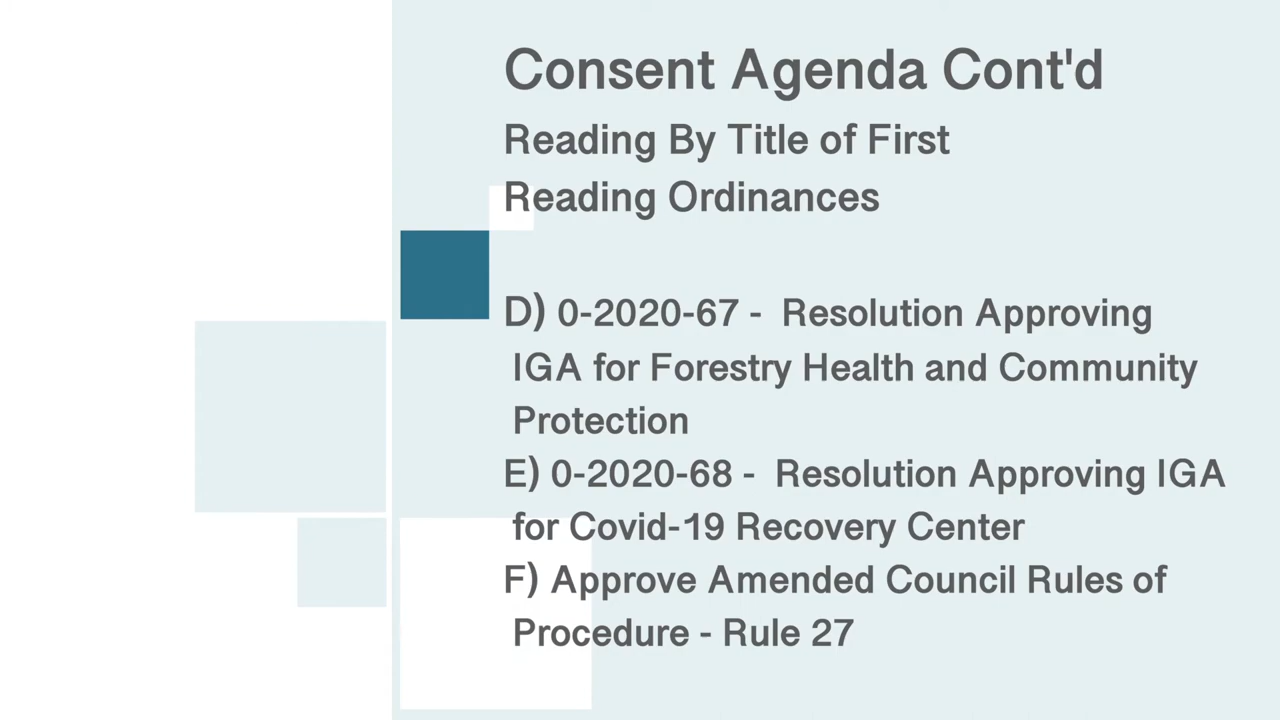 Consent Agenda Cont'd
Reading By Title of First
Reading Ordinances
D) 0-2020-67 - Resolution Approving
IGA for Forestry Health and Community
Protection
E) 0-2020-68 - Resolution Approving IGA
for Covid-19 Recovery Center
F) Approve Amended Council Rules of
Procedure - Rule 27